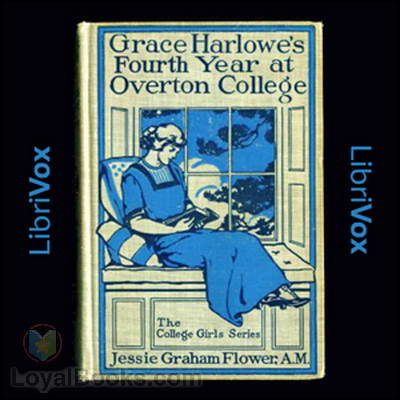 Grace Harlowe's
Fourth Year at
Overton College
LibriVox
LibriVox
The
College Girls Series
Jessie Graham Flower, A.M.
LoyalBooks.com